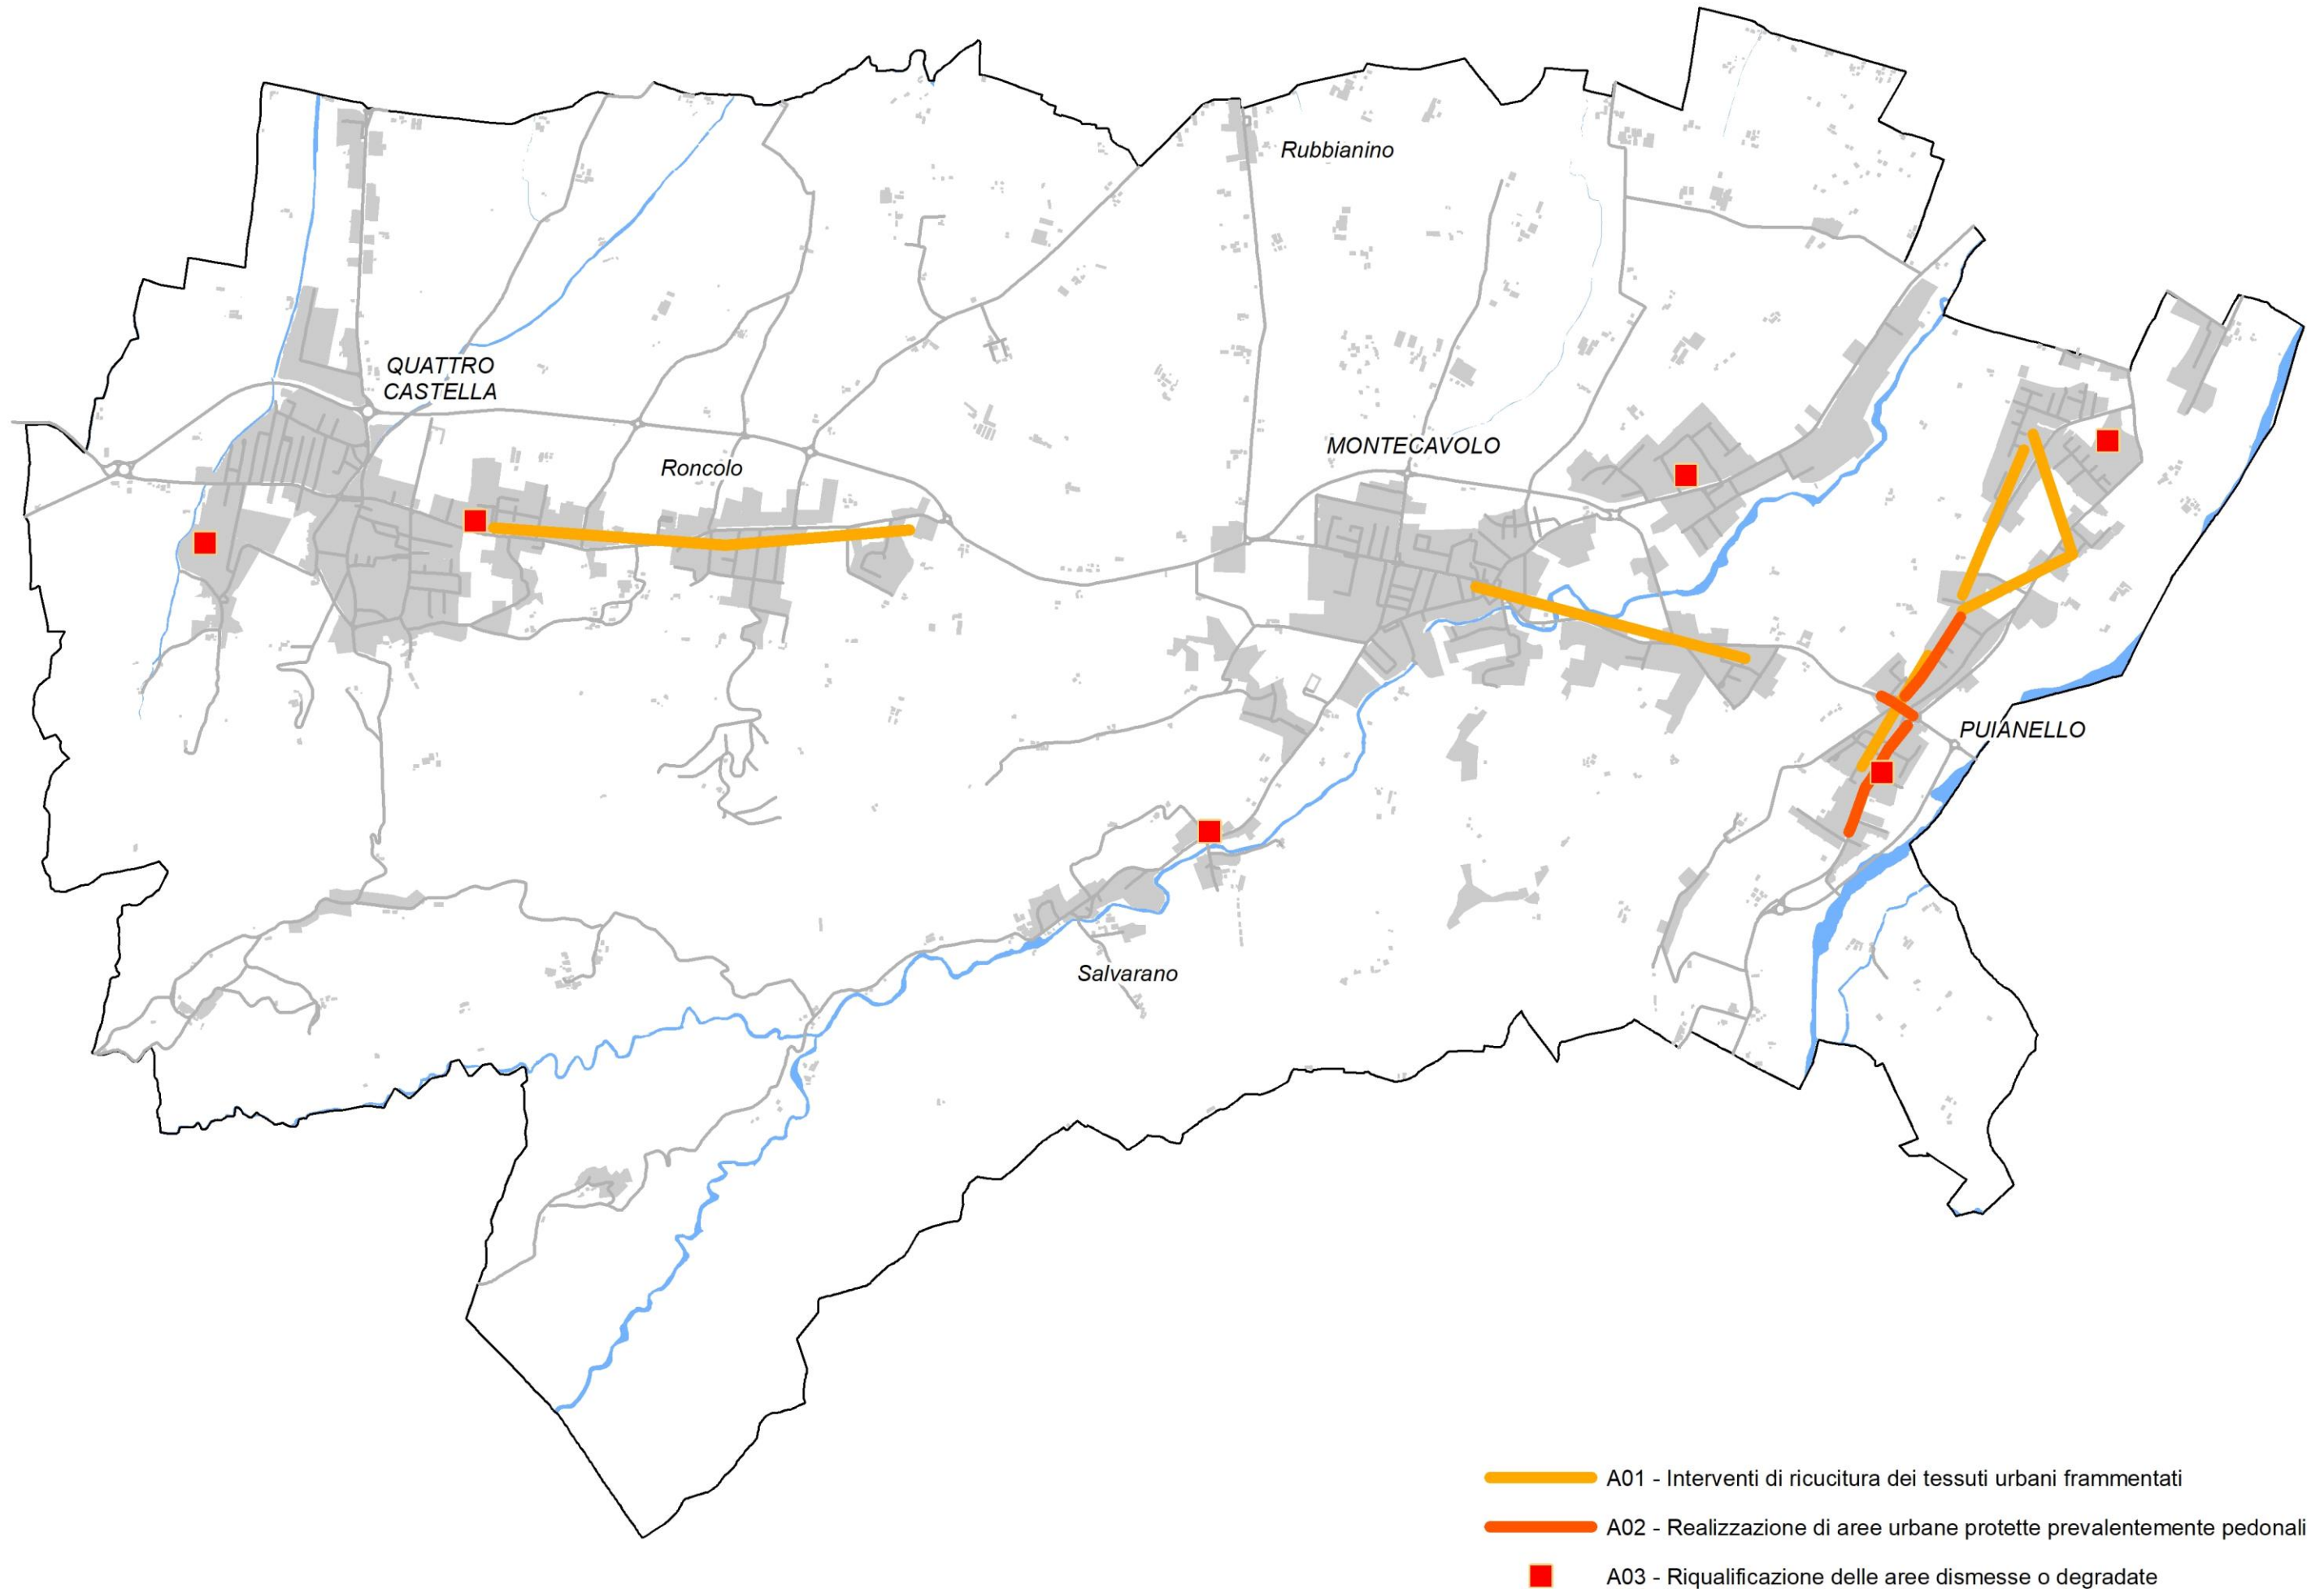 Rubbianino
QUATTRO
CASTELLA
Roncolo
MONTECAVOLO
PUIANELLO
Salvarano
A01 - Interventi di ricucitura dei tessuti urbani frammentati
A02 - Realizzazione di aree urbane protette prevalentemente pedonali
A03 - Riqualificazione delle aree dismesse o degradate